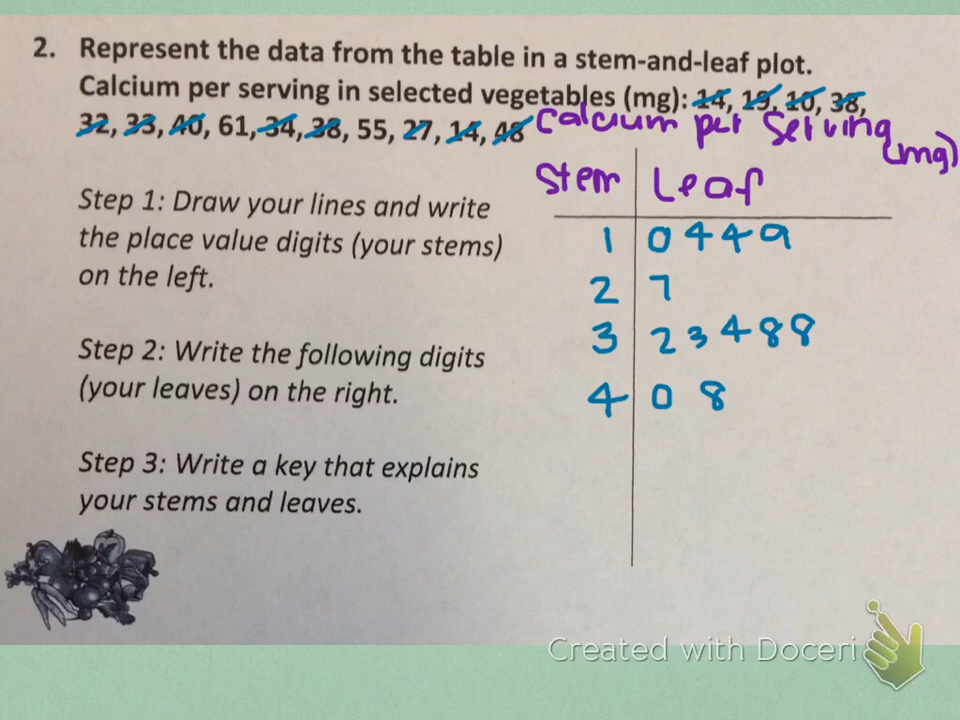 2. Represent the data from the table in a stem-and-leaf plot.
Calcium per serving in selected vegetables (mg): 14, 19, 10, 38,
32, 33, 40, 61, 34, 38, 55, 27, 14, 48
Calcium per Serving
(mg)
Stem Leaf
1 0 4 4 9
2 7
3 2 3 4 8 8
4 0 8
Step 1: Draw your lines and write
the place value digits (your stems)
on the left.
Step 2: Write the following digits
(your leaves) on the right.
Step 3: Write a key that explains
your stems and leaves.
Created with Doceri